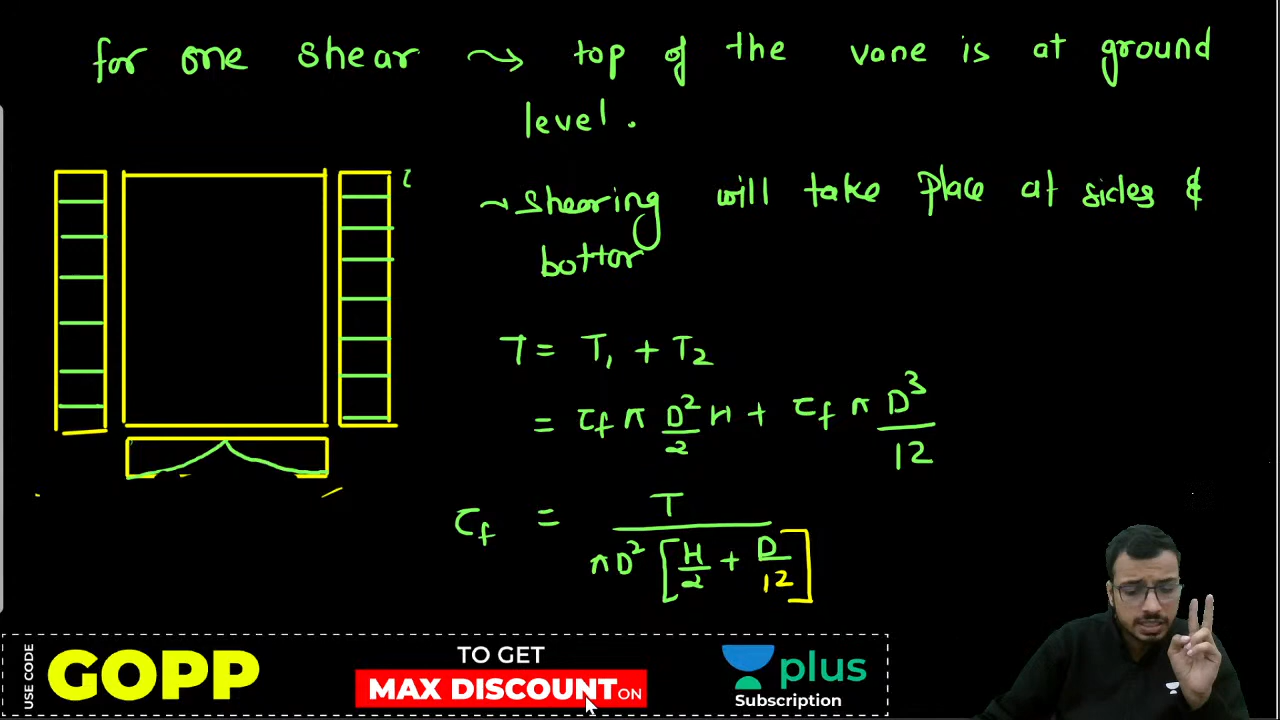 for one shear → top of the vane is at ground
level.
→ shearing will take place at sides &
bottor
T = T₁ + T₂
= τf π D²/2 H + τf π D³/12
τf = T / πD² [H/2 + D/12]
USE CODE
GOPP
TO GET
MAX DISCOUNT ON
plus
Subscription